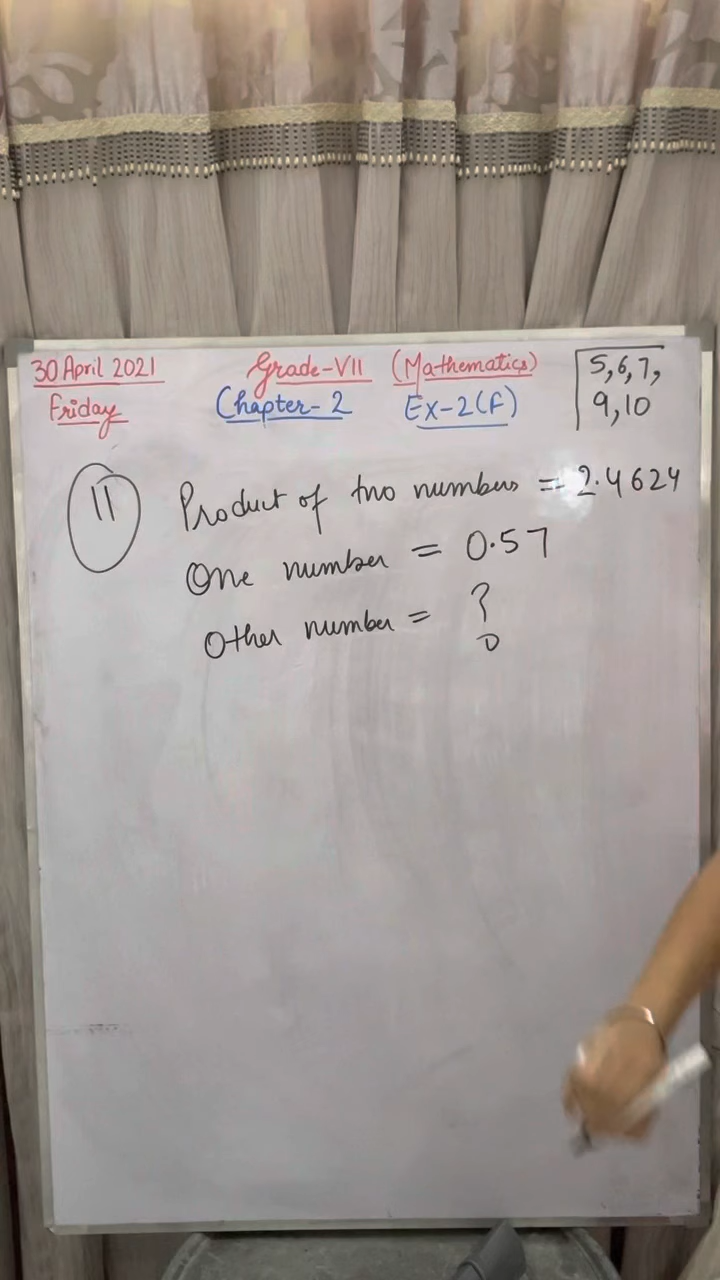 30 April 2021 Grade-VII (Mathematics) 5,6,7,
Friday Chapter-2 Ex-2(F) 9,10
11 Product of two numbers = 2.4624
One number = 0.57
Other number = ?